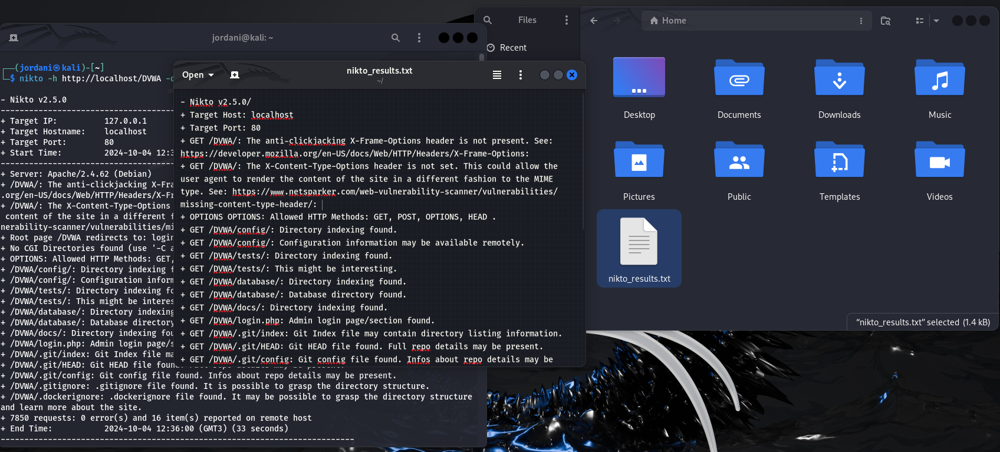 jordani@kali: ~
┌──(jordani㉿kali)-[~]
└─$ nikto -h http://localhost/DVWA
- Nikto v2.5.0
---------------------------------------------------------------------------
+ Target IP: 127.0.0.1
+ Target Hostname: localhost
+ Target Port: 80
+ Start Time: 2024-10-04 12:3
---------------------------------------------------------------------------
+ Server: Apache/2.4.62 (Debian)
+ /DVWA/: The anti-clickjacking X-Fra
.org/en-US/docs/Web/HTTP/Headers/X-Fr
+ /DVWA/: The X-Content-Type-Options
content of the site in a different f
nerability-scanner/vulnerabilities/mi
+ Root page /DVWA redirects to: login
+ No CGI Directories found (use '-C a
+ OPTIONS: Allowed HTTP Methods: GET,
+ /DVWA/config/: Directory indexing f
+ /DVWA/config/: Configuration inform
+ /DVWA/tests/: Directory indexing fo
+ /DVWA/tests/: This might be interes
+ /DVWA/database/: Directory indexing
+ /DVWA/database/: Database directory
+ /DVWA/docs/: Directory indexing fou
+ /DVWA/login.php: Admin login page/s
+ /DVWA/.git/index: Git Index file ma
+ /DVWA/.git/HEAD: Git HEAD file foun
+ /DVWA/.git/config: Git config file found. Infos about repo details may be present.
+ /DVWA/.gitignore: .gitignore file found. It is possible to grasp the directory structure.
+ /DVWA/.dockerignore: .dockerignore file found. It may be possible to grasp the directory structure
and learn more about the site.
+ 7850 requests: 0 error(s) and 16 item(s) reported on remote host
+ End Time: 2024-10-04 12:36:00 (GMT3) (33 seconds)
---------------------------------------------------------------------------
Open
nikto_results.txt
~/
- Nikto v2.5.0/
+ Target Host: localhost
+ Target Port: 80
+ GET /DVWA/: The anti-clickjacking X-Frame-Options header is not present. See:
https://developer.mozilla.org/en-US/docs/Web/HTTP/Headers/X-Frame-Options:
+ GET /DVWA/: The X-Content-Type-Options header is not set. This could allow the
user agent to render the content of the site in a different fashion to the MIME
type. See: https://www.netsparker.com/web-vulnerability-scanner/vulnerabilities/
missing-content-type-header/:
+ OPTIONS OPTIONS: Allowed HTTP Methods: GET, POST, OPTIONS, HEAD .
+ GET /DVWA/config/: Directory indexing found.
+ GET /DVWA/config/: Configuration information may be available remotely.
+ GET /DVWA/tests/: Directory indexing found.
+ GET /DVWA/tests/: This might be interesting.
+ GET /DVWA/database/: Directory indexing found.
+ GET /DVWA/database/: Database directory found.
+ GET /DVWA/docs/: Directory indexing found.
+ GET /DVWA/login.php: Admin login page/section found.
+ GET /DVWA/.git/index: Git Index file may contain directory listing information.
+ GET /DVWA/.git/HEAD: Git HEAD file found. Full repo details may be present.
+ GET /DVWA/.git/config: Git config file found. Infos about repo details may be
Files
Recent
Home
Desktop
Documents
Downloads
Music
Pictures
Public
Templates
Videos
nikto_results.txt
“nikto_results.txt” selected (1.4 kB)